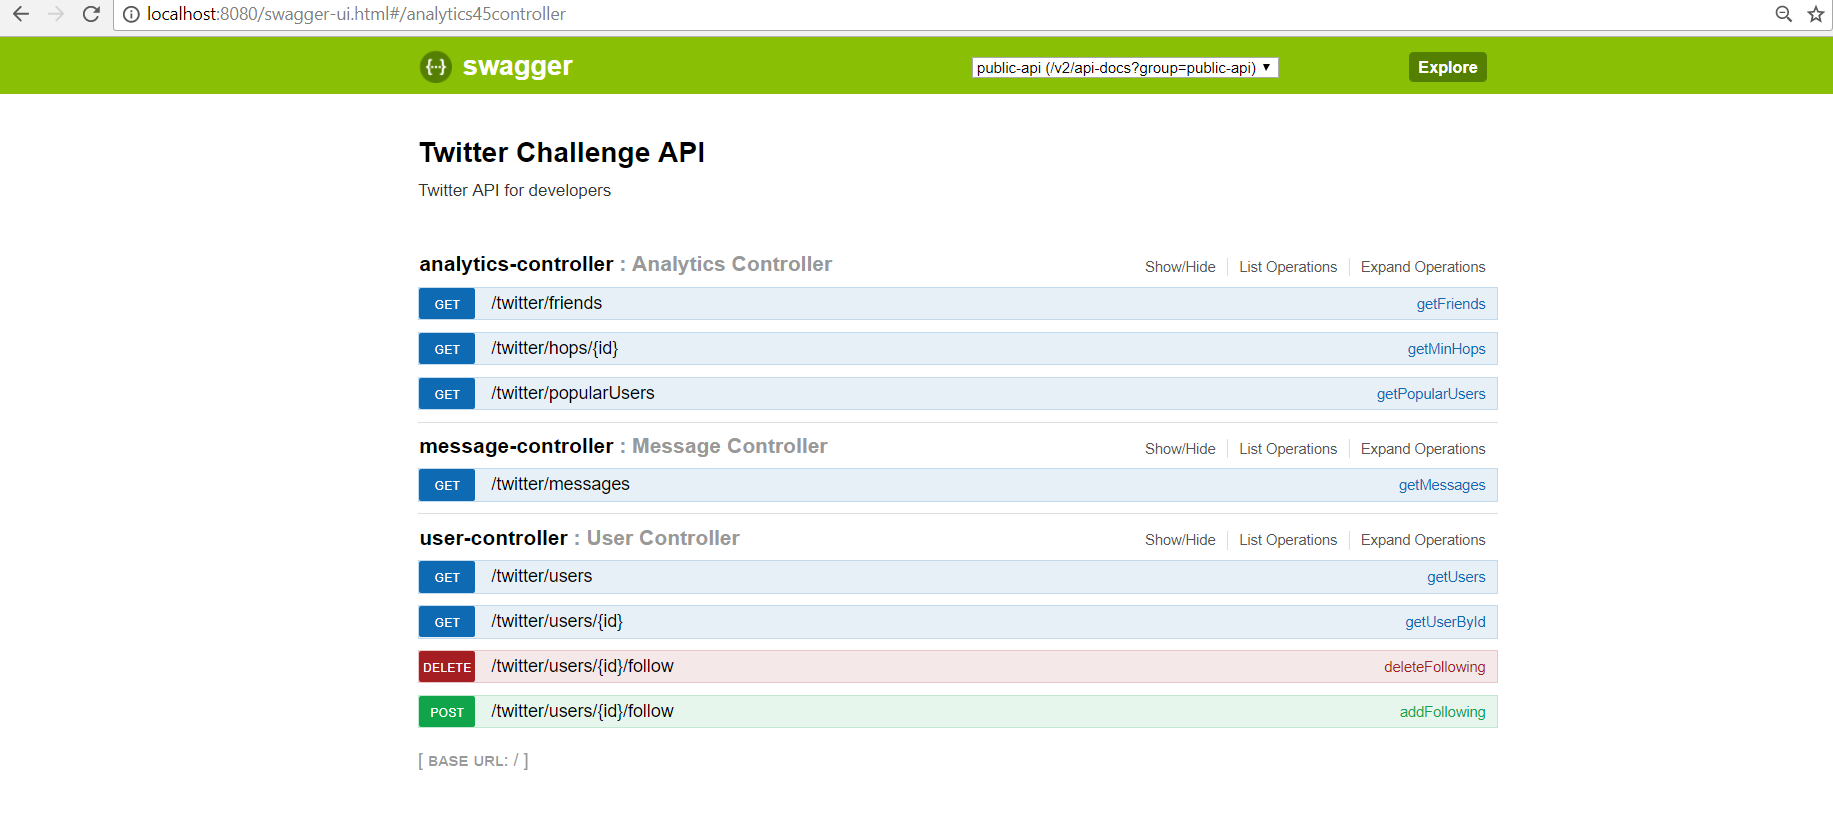 localhost:8080/swagger-ui.html#/analytics45controller
{···} swagger public-api (/v2/api-docs?group=public-api) Explore
Twitter Challenge API
Twitter API for developers
analytics-controller : Analytics Controller Show/Hide List Operations Expand Operations
GET /twitter/friends getFriends
GET /twitter/hops/{id} getMinHops
GET /twitter/popularUsers getPopularUsers
message-controller : Message Controller Show/Hide List Operations Expand Operations
GET /twitter/messages getMessages
user-controller : User Controller Show/Hide List Operations Expand Operations
GET /twitter/users getUsers
GET /twitter/users/{id} getUserById
DELETE /twitter/users/{id}/follow deleteFollowing
POST /twitter/users/{id}/follow addFollowing
[ BASE URL: / ]